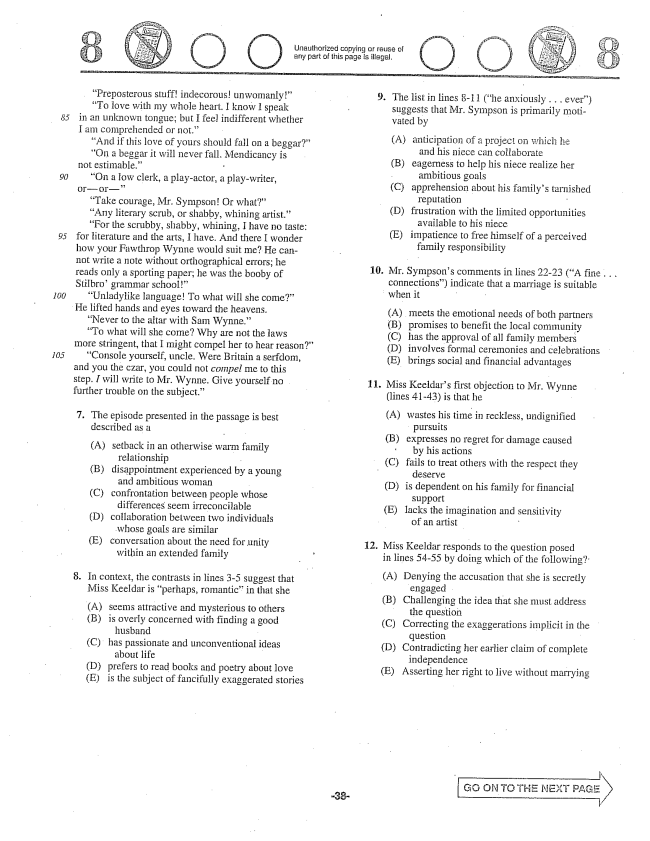 8
Unauthorized copying or reuse of
any part of this page is illegal.
8
"Preposterous stuff! indecorous! unwomanly!"
"To love with my whole heart. I know I speak
85 in an unknown tongue; but I feel indifferent whether
I am comprehended or not."
"And if this love of yours should fall on a beggar?"
"On a beggar it will never fall. Mendicancy is
not estimable."
90 "On a low clerk, a play-actor, a play-writer,
or—or—"
"Take courage, Mr. Sympson! Or what?"
"Any literary scrub, or shabby, whining artist."
"For the scrubby, shabby, whining, I have no taste:
95 for literature and the arts, I have. And there I wonder
how your Fawthrop Wynne would suit me? He can-
not write a note without orthographical errors; he
reads only a sporting paper; he was the booby of
Stilbro' grammar school!"
100 "Unladylike language! To what will she come?"
He lifted hands and eyes toward the heavens.
"Never to the altar with Sam Wynne."
"To what will she come? Why are not the laws
more stringent, that I might compel her to hear reason?"
105 "Console yourself, uncle. Were Britain a serfdom,
and you the czar, you could not compel me to this
step. I will write to Mr. Wynne. Give yourself no
further trouble on the subject."
7. The episode presented in the passage is best
described as a
(A) setback in an otherwise warm family
relationship
(B) disappointment experienced by a young
and ambitious woman
(C) confrontation between people whose
differences seem irreconcilable
(D) collaboration between two individuals
whose goals are similar
(E) conversation about the need for unity
within an extended family
8. In context, the contrasts in lines 3-5 suggest that
Miss Keeldar is "perhaps, romantic" in that she
(A) seems attractive and mysterious to others
(B) is overly concerned with finding a good
husband
(C) has passionate and unconventional ideas
about life
(D) prefers to read books and poetry about love
(E) is the subject of fancifully exaggerated stories
9. The list in lines 8-11 ("he anxiously . . . ever")
suggests that Mr. Sympson is primarily moti-
vated by
(A) anticipation of a project on which he
and his niece can collaborate
(B) eagerness to help his niece realize her
ambitious goals
(C) apprehension about his family's tarnished
reputation
(D) frustration with the limited opportunities
available to his niece
(E) impatience to free himself of a perceived
family responsibility
10. Mr. Sympson's comments in lines 22-23 ("A fine . . .
connections") indicate that a marriage is suitable
when it
(A) meets the emotional needs of both partners
(B) promises to benefit the local community
(C) has the approval of all family members
(D) involves formal ceremonies and celebrations
(E) brings social and financial advantages
11. Miss Keeldar's first objection to Mr. Wynne
(lines 41-43) is that he
(A) wastes his time in reckless, undignified
pursuits
(B) expresses no regret for damage caused
by his actions
(C) fails to treat others with the respect they
deserve
(D) is dependent on his family for financial
support
(E) lacks the imagination and sensitivity
of an artist
12. Miss Keeldar responds to the question posed
in lines 54-55 by doing which of the following?
(A) Denying the accusation that she is secretly
engaged
(B) Challenging the idea that she must address
the question
(C) Correcting the exaggerations implicit in the
question
(D) Contradicting her earlier claim of complete
independence
(E) Asserting her right to live without marrying
-38-
GO ON TO THE NEXT PAGE